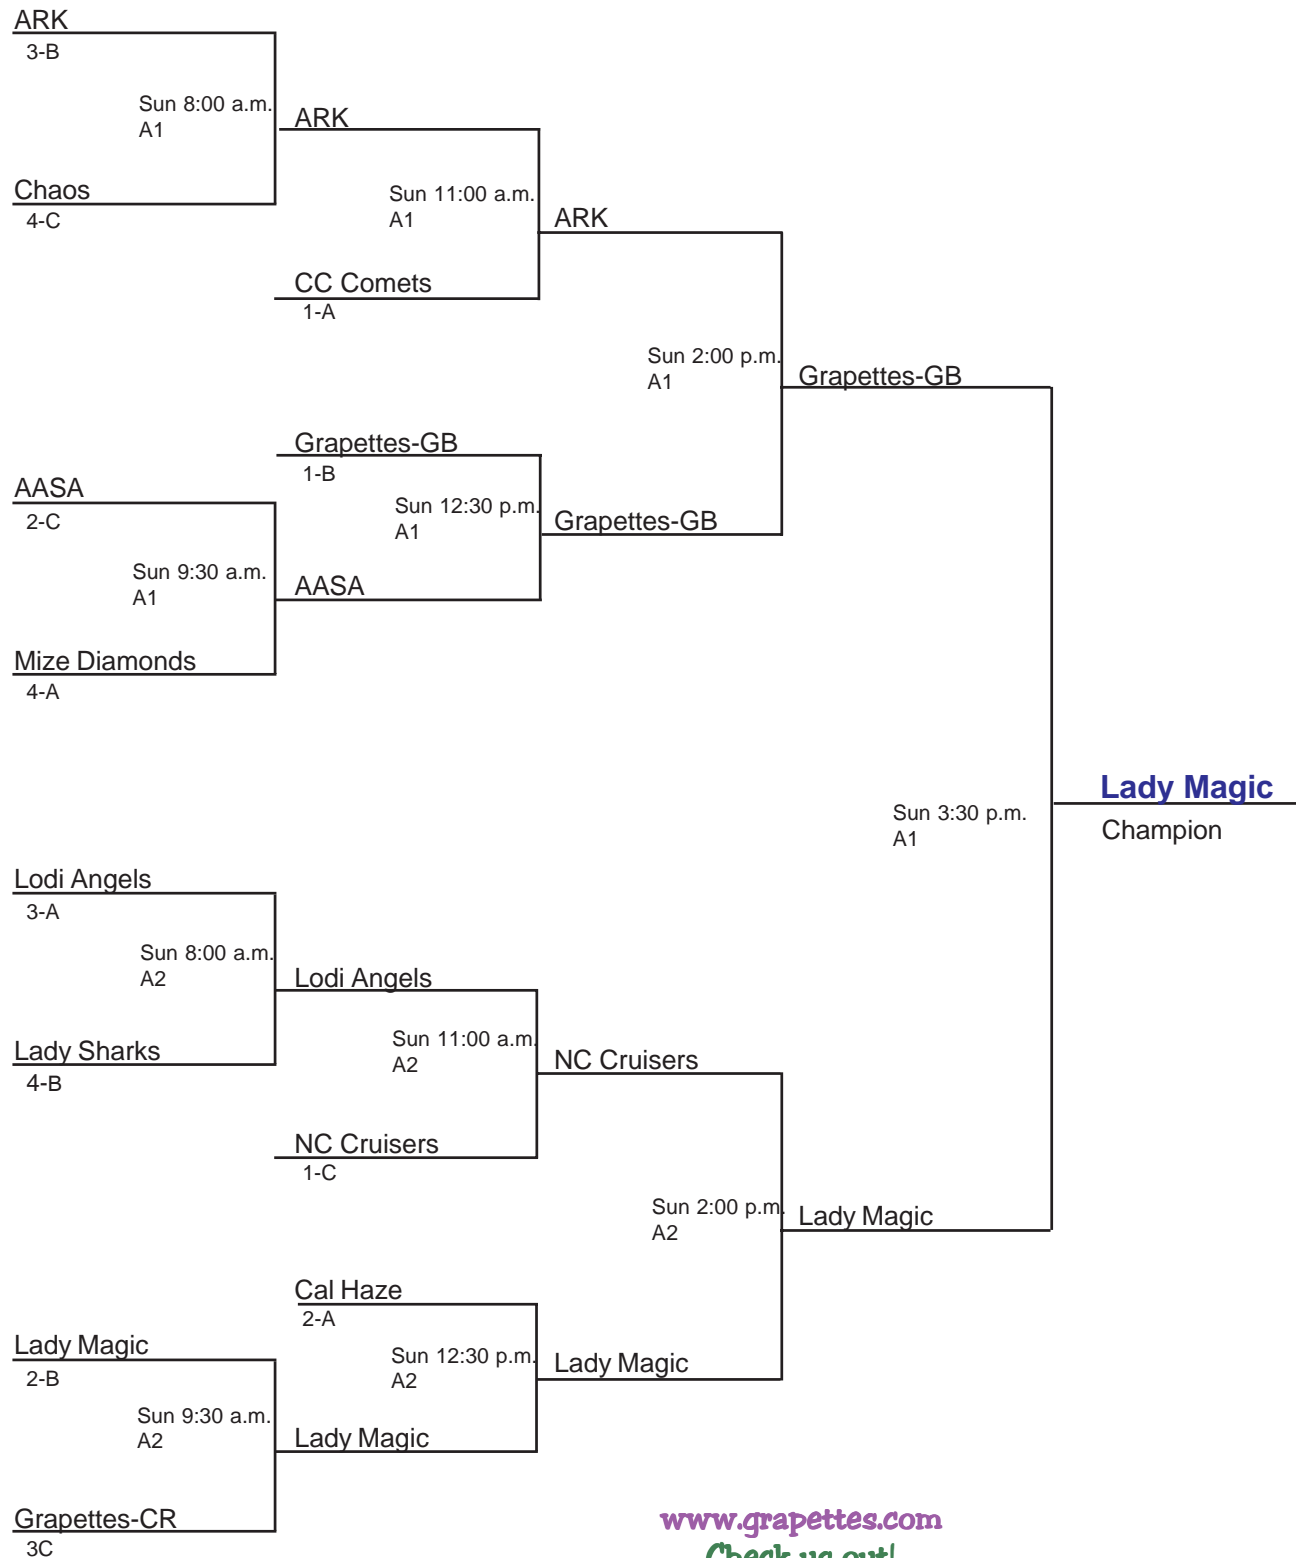 ARK
3-B
Sun 8:00 a.m.
A1
ARK
Chaos
4-C
Sun 11:00 a.m.
A1
ARK
CC Comets
1-A
Sun 2:00 p.m.
A1
Grapettes-GB
Grapettes-GB
1-B
AASA
2-C
Sun 12:30 p.m.
A1
Grapettes-GB
Sun 9:30 a.m.
A1
AASA
Mize Diamonds
4-A
Sun 3:30 p.m.
A1
Lady Magic
Champion
Lodi Angels
3-A
Sun 8:00 a.m.
A2
Lodi Angels
Lady Sharks
4-B
Sun 11:00 a.m.
A2
NC Cruisers
NC Cruisers
1-C
Sun 2:00 p.m.
A2
Lady Magic
Cal Haze
2-A
Lady Magic
2-B
Sun 12:30 p.m.
A2
Lady Magic
Sun 9:30 a.m.
A2
Lady Magic
Grapettes-CR
3C
www.grapettes.com
Check us out!